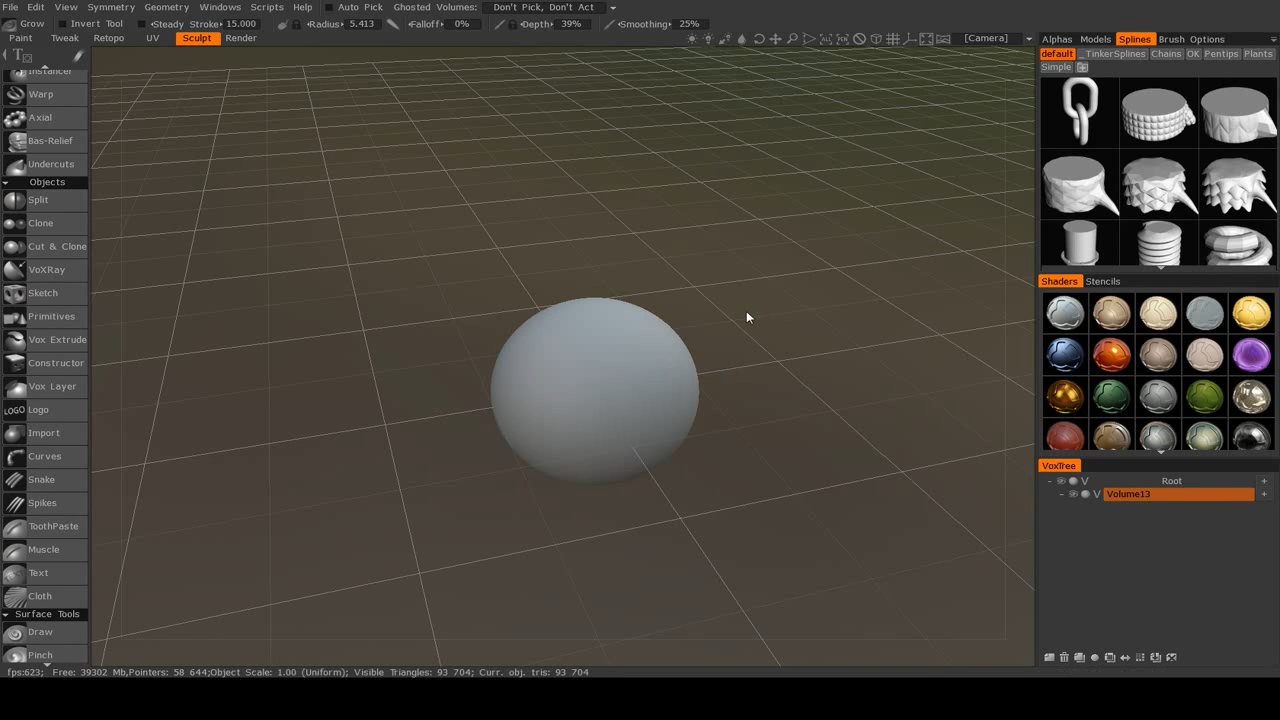 File Edit View Symmetry Geometry Windows Scripts Help Auto Pick Ghosted Volumes: Don't Pick, Don't Act
Grow Invert Tool Steady Stroke 15.000 Radius 5.413 Falloff 0% Depth 39% Smoothing 25%
Paint Tweak Retopo UV Sculpt Render [Camera]
Alphas Models Splines Brush Options
default _TinkerSplines Chains OK Pentips Plants
Simple
Instancer
Warp
Axial
Bas-Relief
Undercuts
Objects
Split
Clone
Cut & Clone
VoXRay
Sketch
Primitives
Vox Extrude
Constructor
Vox Layer
LOGO Logo
Import
Curves
Snake
Spikes
ToothPaste
Muscle
Text
Cloth
Surface Tools
Draw
Pinch
Shaders Stencils
VoxTree
V Root
V Volume13
fps:623; Free: 39302 Mb,Pointers: 58 644;Object Scale: 1.00 (Uniform); Visible Triangles: 93 704; Curr. obj. tris: 93 704